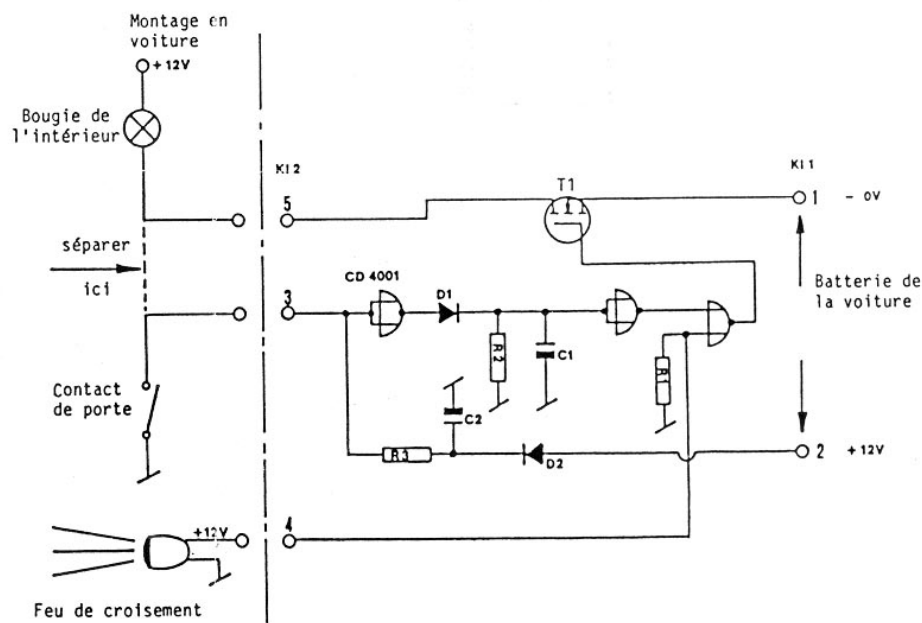 Montage en
voiture
+12V
Bougie de
l'intérieur
KI 2
KI 1
T1
5
1
- 0V
séparer
ici
CD 4001
Batterie de
la voiture
3
D1
R2
C1
R1
Contact
de porte
C2
R3
D2
2
+12V
+12V
4
Feu de croisement